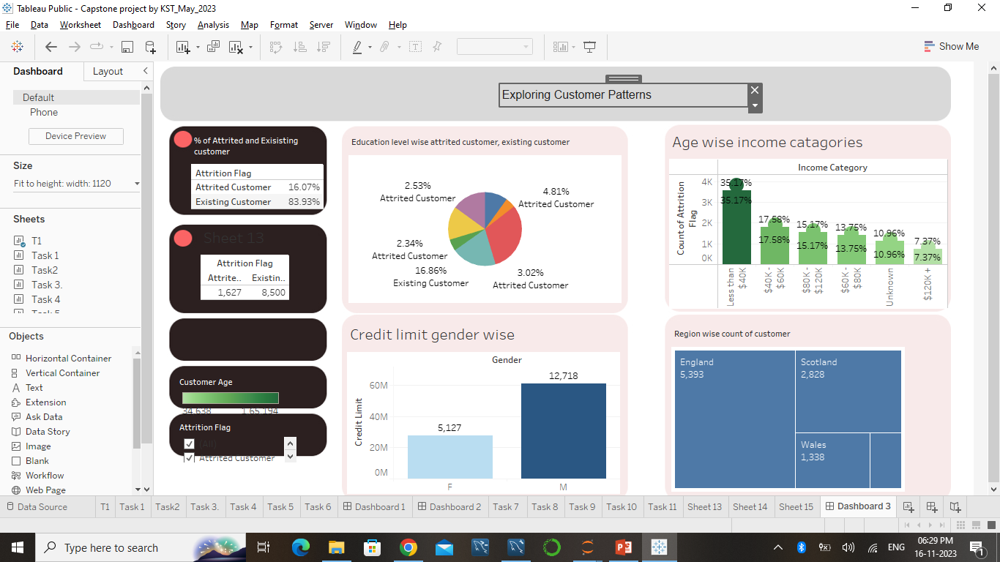 Tableau Public - Capstone project by KST_May_2023
File Data Worksheet Dashboard Story Analysis Map Format Server Window Help
Show Me
Dashboard Layout
Default
Phone
Device Preview
Size
Fit to height: width: 1120
Sheets
T1
Task 1
Task2
Task 3.
Task 4
Task 5
Objects
Horizontal Container
Vertical Container
Text
Extension
Ask Data
Data Story
Image
Blank
Workflow
Web Page
Exploring Customer Patterns
% of Attrited and Exisisting
customer
Attrition Flag
Attrited Customer 16.07%
Existing Customer 83.93%
Sheet 13
Attrition Flag
Attrite.. Existin..
1,627 8,500
Customer Age
34,638 1,65,194
Attrition Flag
(All)
Attrited Customer
Education level wise attrited customer, existing customer
2.53%
Attrited Customer
4.81%
Attrited Customer
2.34%
Attrited Customer
16.86%
Existing Customer
3.02%
Attrited Customer
Age wise income catagories
Income Category
Count of Attrition
Flag
4K
3K
2K
1K
0K
35.17% 17.58% 15.17% 13.75% 10.96% 7.37%
35.17% 17.58% 15.17% 13.75% 10.96% 7.37%
Less than
$40K
$40K -
$60K
$80K -
$120K
$60K -
$80K
Unknown
$120K +
Credit limit gender wise
Gender
Credit Limit
60M
40M
20M
0M
5,127
12,718
F M
Region wise count of customer
England
5,393
Scotland
2,828
Wales
1,338
Data Source T1 Task 1 Task2 Task 3. Task 4 Task 5 Task 6 Dashboard 1 Dashboard 2 Task 7 Task 8 Task 9 Task 10 Task 11 Sheet 13 Sheet 14 Sheet 15 Dashboard 3
Type here to search
ENG
06:29 PM
16-11-2023
1